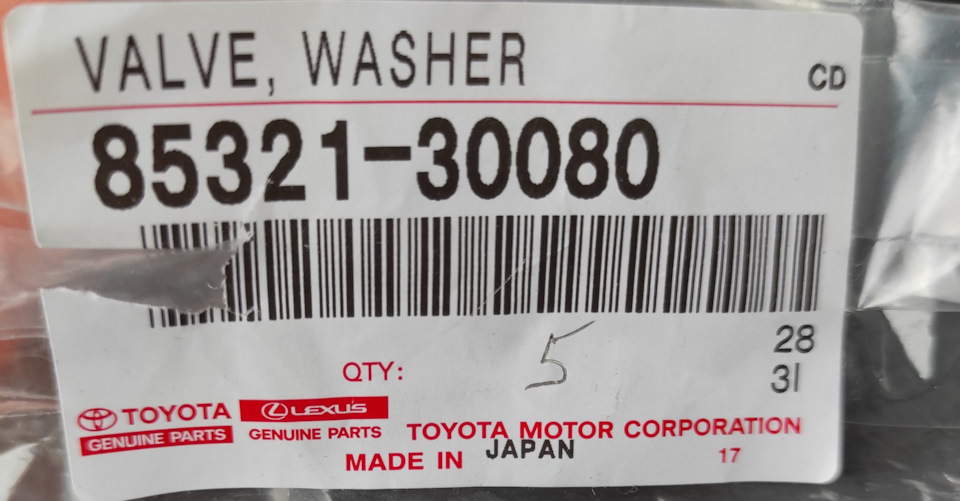 VALVE, WASHER
CD
85321-30080
28
QTY: 5
31
TOYOTA
GENUINE PARTS
LEXUS
GENUINE PARTS
TOYOTA MOTOR CORPORATION
MADE IN JAPAN
17